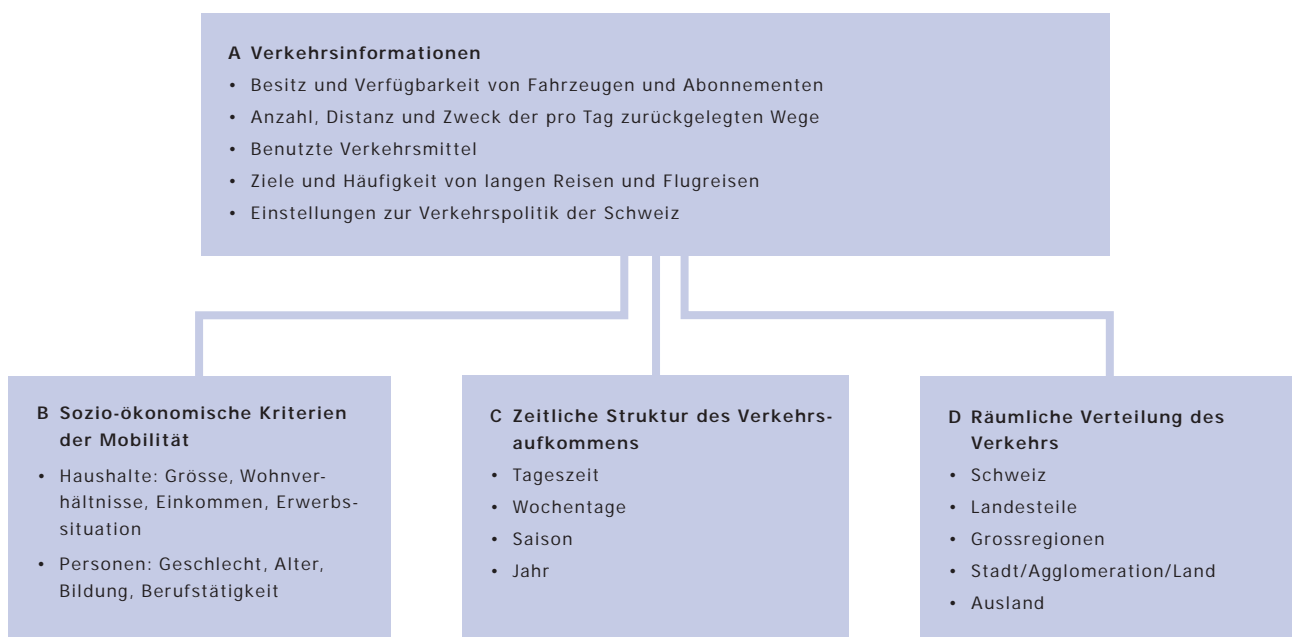 A Verkehrsinformationen
• Besitz und Verfügbarkeit von Fahrzeugen und Abonnementen
• Anzahl, Distanz und Zweck der pro Tag zurückgelegten Wege
• Benutzte Verkehrsmittel
• Ziele und Häufigkeit von langen Reisen und Flugreisen
• Einstellungen zur Verkehrspolitik der Schweiz
B Sozio-ökonomische Kriterien
der Mobilität
• Haushalte: Grösse, Wohnver-
hältnisse, Einkommen, Erwerbs-
situation
• Personen: Geschlecht, Alter,
Bildung, Berufstätigkeit
C Zeitliche Struktur des Verkehrs-
aufkommens
• Tageszeit
• Wochentage
• Saison
• Jahr
D Räumliche Verteilung des
Verkehrs
• Schweiz
• Landesteile
• Grossregionen
• Stadt/Agglomeration/Land
• Ausland